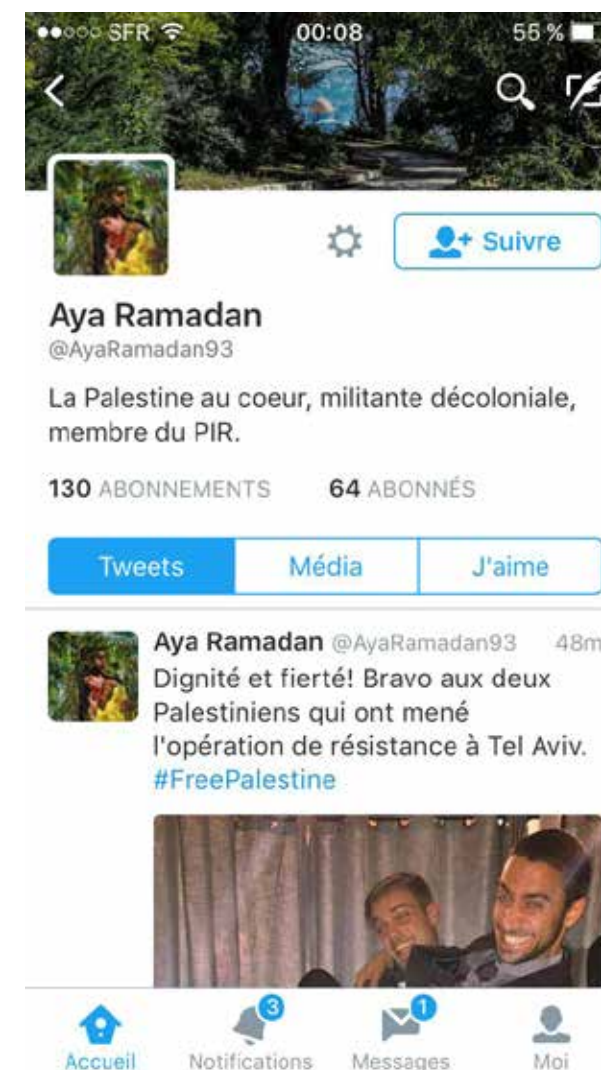 SFR 00:08 55 %
Suivre
Aya Ramadan
@AyaRamadan93
La Palestine au coeur, militante décoloniale,
membre du PIR.
130 ABONNEMENTS 64 ABONNÉS
Tweets Média J'aime
Aya Ramadan @AyaRamadan93 48m
Dignité et fierté! Bravo aux deux
Palestiniens qui ont mené
l'opération de résistance à Tel Aviv.
#FreePalestine
3 1
Accueil Notifications Messages Moi